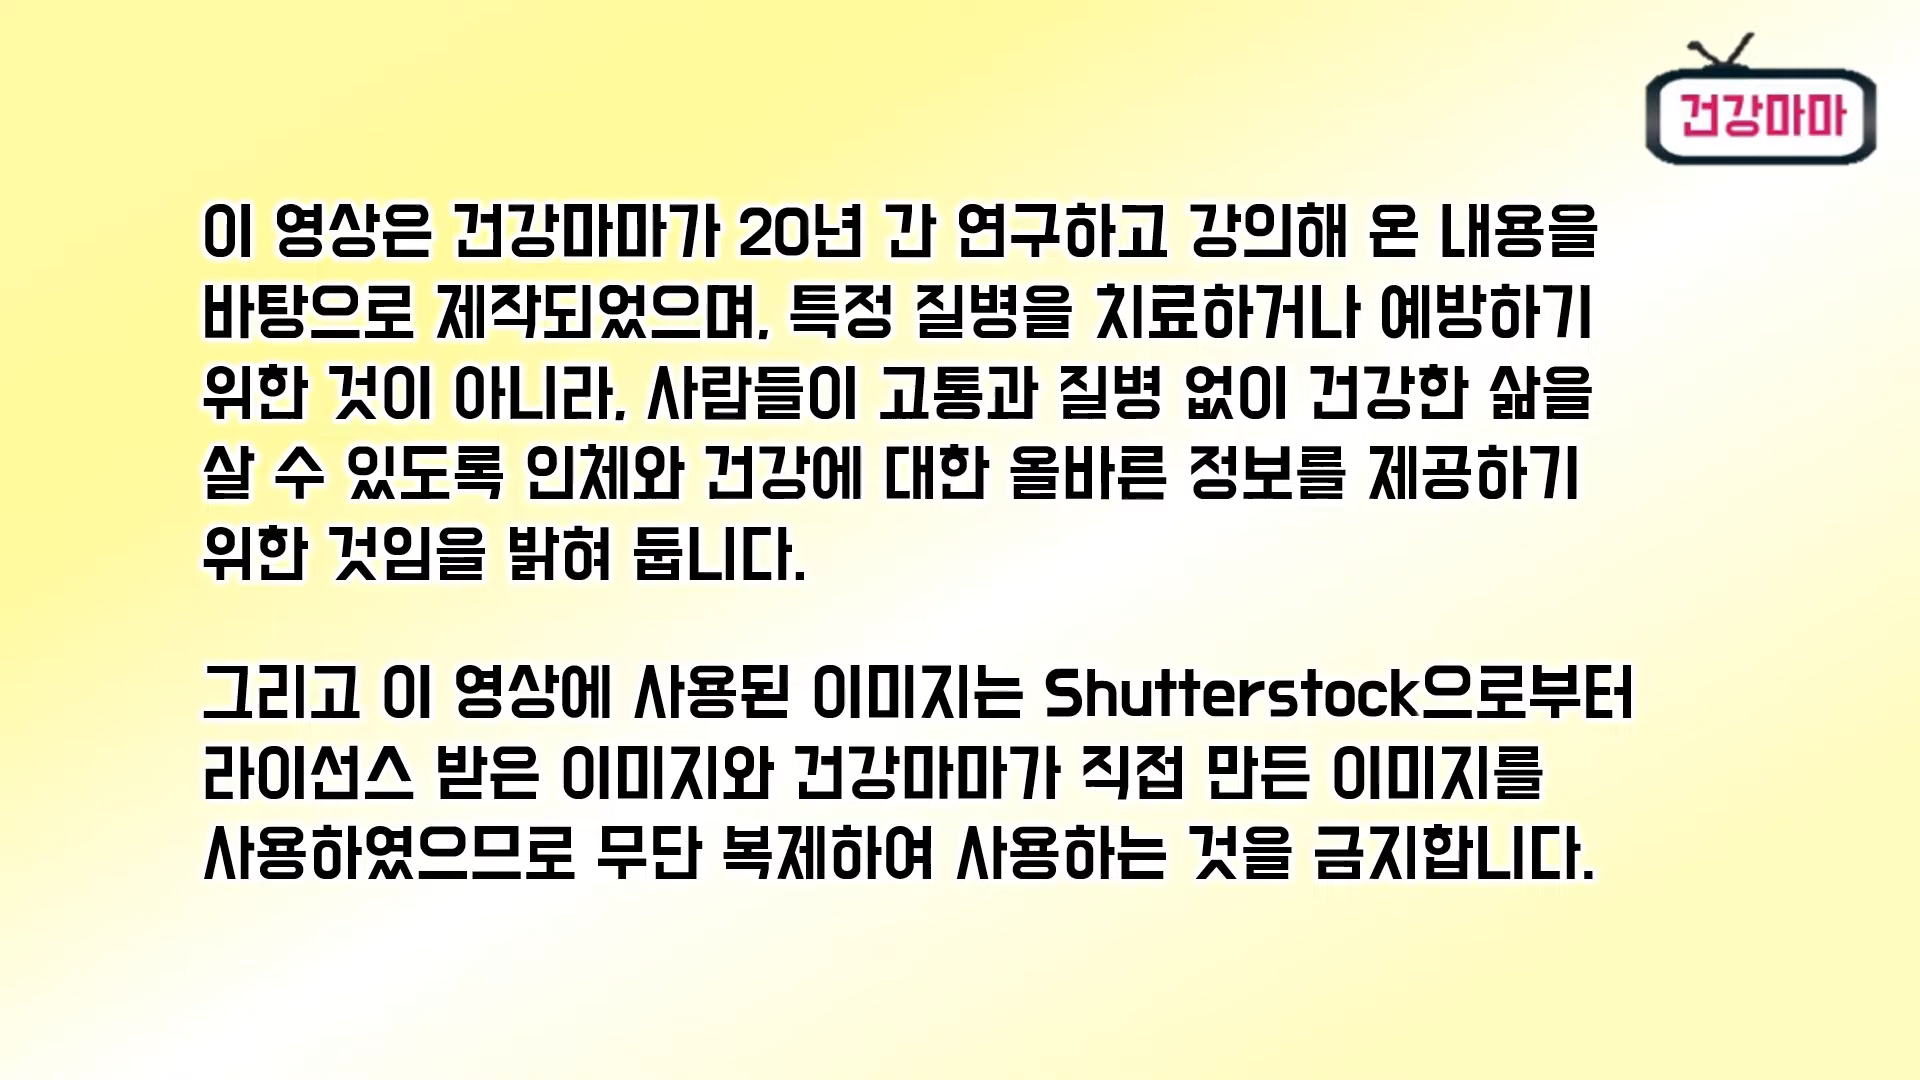 건강마마
이 영상은 건강마마가 20년 간 연구하고 강의해 온 내용을
바탕으로 제작되었으며, 특정 질병을 치료하거나 예방하기
위한 것이 아니라, 사람들이 고통과 질병 없이 건강한 삶을
살 수 있도록 인체와 건강에 대한 올바른 정보를 제공하기
위한 것임을 밝혀 둡니다.
그리고 이 영상에 사용된 이미지는 Shutterstock으로부터
라이선스 받은 이미지와 건강마마가 직접 만든 이미지를
사용하였으므로 무단 복제하여 사용하는 것을 금지합니다.